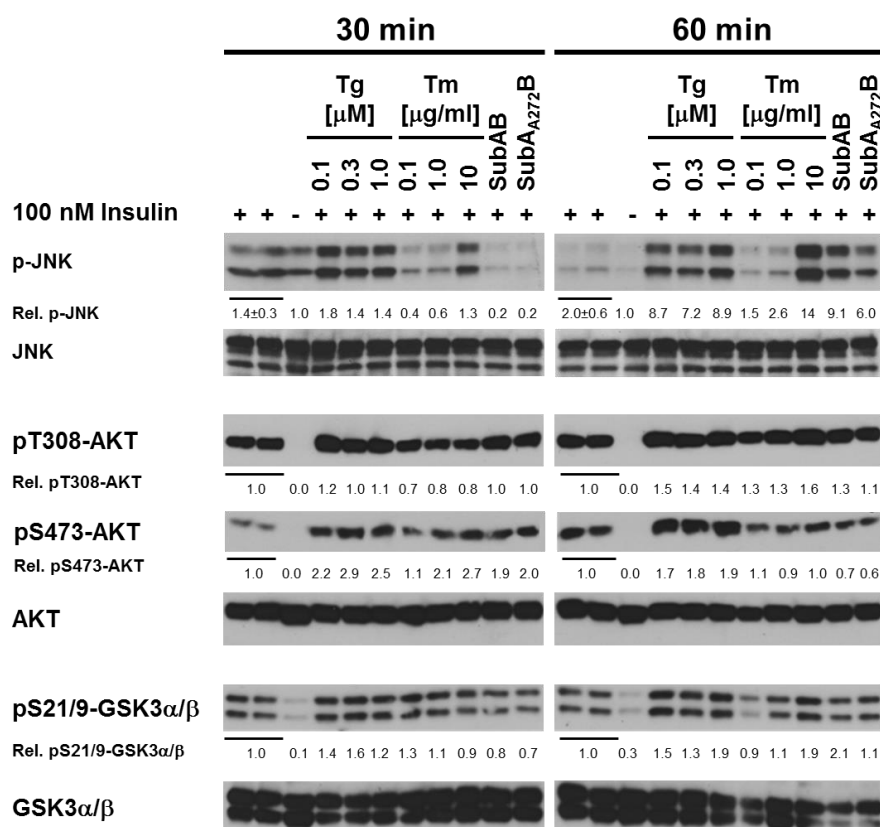 30 min 60 min
Tg Tm Tg Tm
[μM] [μg/ml] [μM] [μg/ml]
0.1 0.3 1.0 0.1 1.0 10 SubAB SubAA272B 0.1 0.3 1.0 0.1 1.0 10 SubAB SubAA272B
100 nM Insulin + + - + + + + + + + + + + - + + + + + + + +
p-JNK
Rel. p-JNK 1.4±0.3 1.0 1.8 1.4 1.4 0.4 0.6 1.3 0.2 0.2 2.0±0.6 1.0 8.7 7.2 8.9 1.5 2.6 14 9.1 6.0
JNK
pT308-AKT
Rel. pT308-AKT 1.0 0.0 1.2 1.0 1.1 0.7 0.8 0.8 1.0 1.0 1.0 0.0 1.5 1.4 1.4 1.3 1.3 1.6 1.3 1.1
pS473-AKT
Rel. pS473-AKT 1.0 0.0 2.2 2.9 2.5 1.1 2.1 2.7 1.9 2.0 1.0 0.0 1.7 1.8 1.9 1.1 0.9 1.0 0.7 0.6
AKT
pS21/9-GSK3α/β
Rel. pS21/9-GSK3α/β 1.0 0.1 1.4 1.6 1.2 1.3 1.1 0.9 0.8 0.7 1.0 0.3 1.5 1.3 1.9 0.9 1.1 1.9 2.1 1.1
GSK3α/β